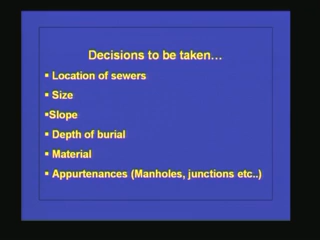 Decisions to be taken…
▪ Location of sewers
▪ Size
▪Slope
▪ Depth of burial
▪ Material
▪ Appurtenances (Manholes, junctions etc..)